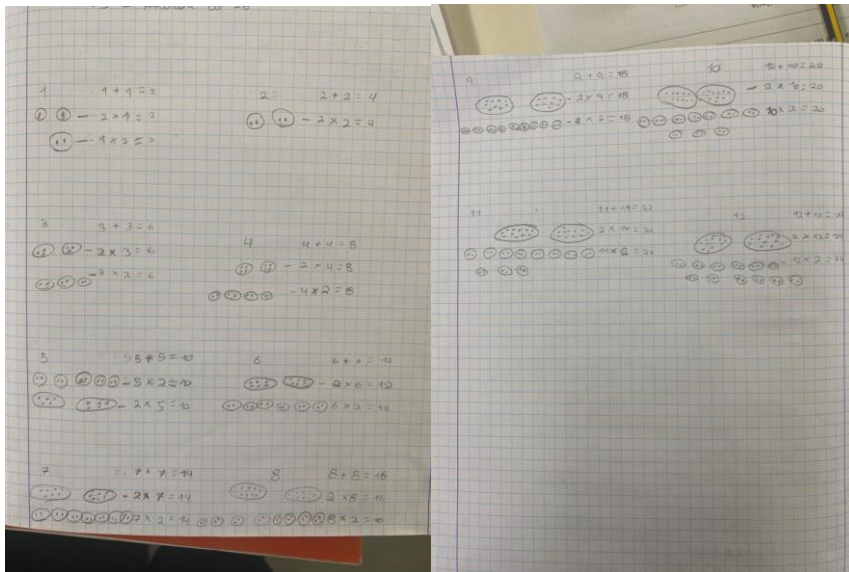 1 1 + 1 = 2
- 2 x 1 = 2
- 1 x 2 = 2
2 2 + 2 = 4
- 2 x 2 = 4
3 3 + 3 = 6
- 2 x 3 = 6
- 3 x 2 = 6
4 4 + 4 = 8
- 2 - 4 = 8
- 4 x 2 = 8
5 5 + 5 = 10
- 5 x 2 = 10
- 2 x 5 = 10
6
- 2 x 6 = 12
6 x 2 = 12
7 7 + 7 = 14
- 2 x 7 = 14
7 x 2 = 14
8 8 + 8 = 16
2 x 8 = 16
8 x 2 = 16
9 9 + 9 = 18
- 2 x 9 = 18
- 9 x 2 = 18
10 10 + 10 = 20
- 2 x 10 = 20
10 x 2 = 20
11 11 + 11 = 22
2 x 11 = 22
11 x 2 = 22
12
12 x 2 =